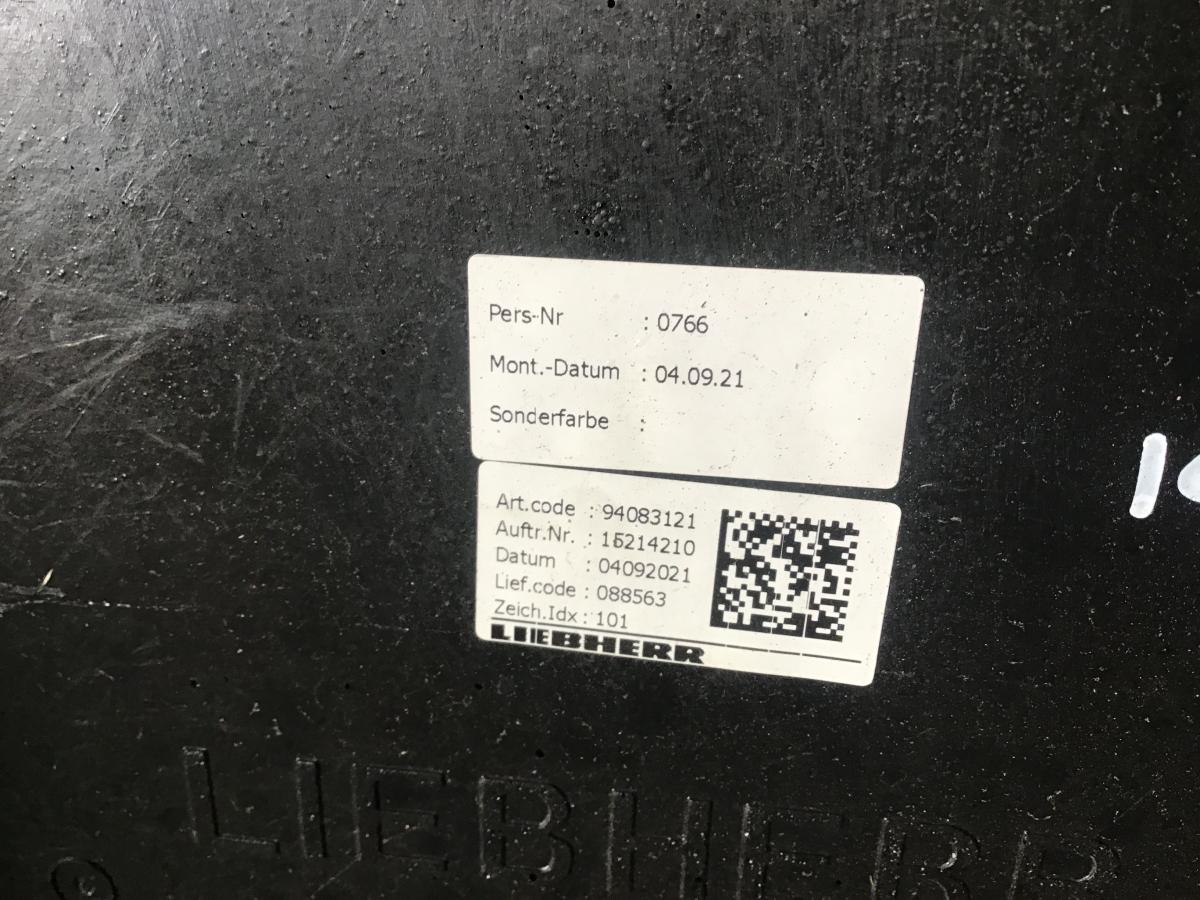 Pers-Nr : 0766
Mont.-Datum : 04.09.21
Sonderfarbe :
Art.code : 94083121
Auftr.Nr. : 15214210
Datum : 04092021
Lief.code : 088563
Zeich.Idx : 101
LIEBHERR
LIEBHERR